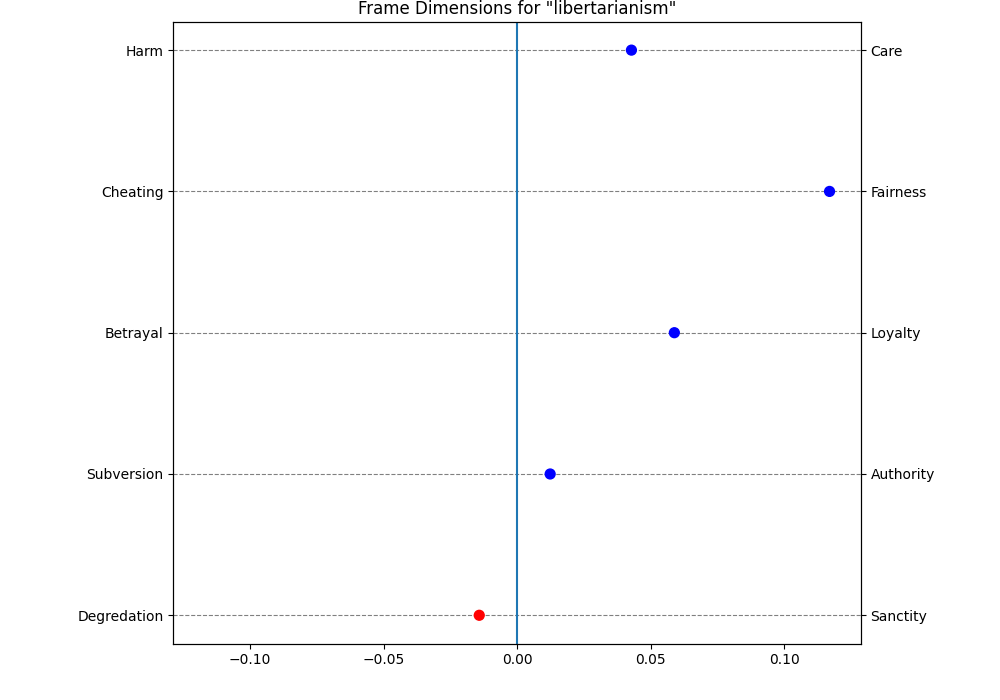 Frame Dimensions for "libertarianism"
Harm Care
Cheating Fairness
Betrayal Loyalty
Subversion Authority
Degredation Sanctity
−0.10 −0.05 0.00 0.05 0.10